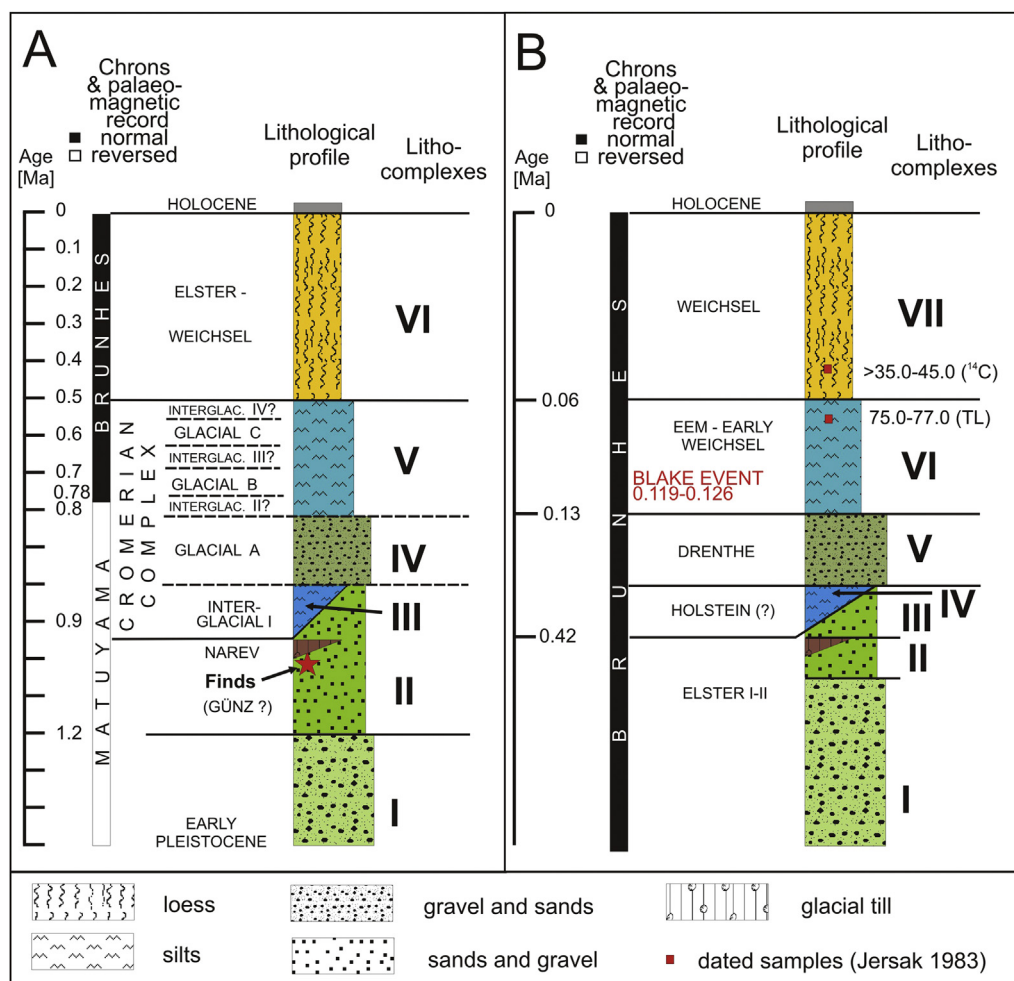 A
Chrons
& palaeo-
magnetic
record
normal
reversed
Age
[Ma]
Lithological
profile
Litho-
complexes
0
0.1
0.2
0.3
0.4
0.5
0.6
0.7
0.78
0.8
0.9
1.2
BRUNHES
MATUYAMA
CROMERIAN
COMPLEX
HOLOCENE
ELSTER -
WEICHSEL
VI
INTERGLAC. IV?
GLACIAL C
INTERGLAC. III?
GLACIAL B
INTERGLAC. II?
V
GLACIAL A
IV
INTER-
GLACIAL I
III
NAREV
Finds
(GÜNZ ?)
II
EARLY
PLEISTOCENE
I
B
Chrons
& palaeo-
magnetic
record
normal
reversed
Age
[Ma]
Lithological
profile
Litho-
complexes
0
0.06
0.13
0.42
BRUNHES
HOLOCENE
WEICHSEL
VII
>35.0-45.0 (¹⁴C)
75.0-77.0 (TL)
EEM - EARLY
WEICHSEL
VI
BLAKE EVENT
0.119-0.126
DRENTHE
V
HOLSTEIN (?)
IV
III
II
ELSTER I-II
I
loess
gravel and sands
glacial till
silts
sands and gravel
dated samples (Jersak 1983)